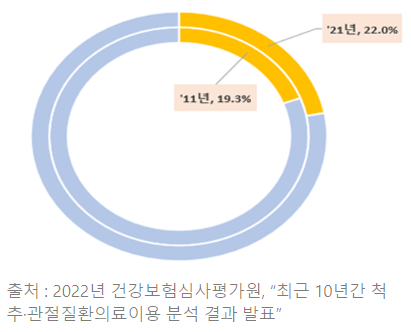 '21년, 22.0%
'11년, 19.3%
출처 : 2022년 건강보험심사평가원, “최근 10년간 척
추·관절질환의료이용 분석 결과 발표”